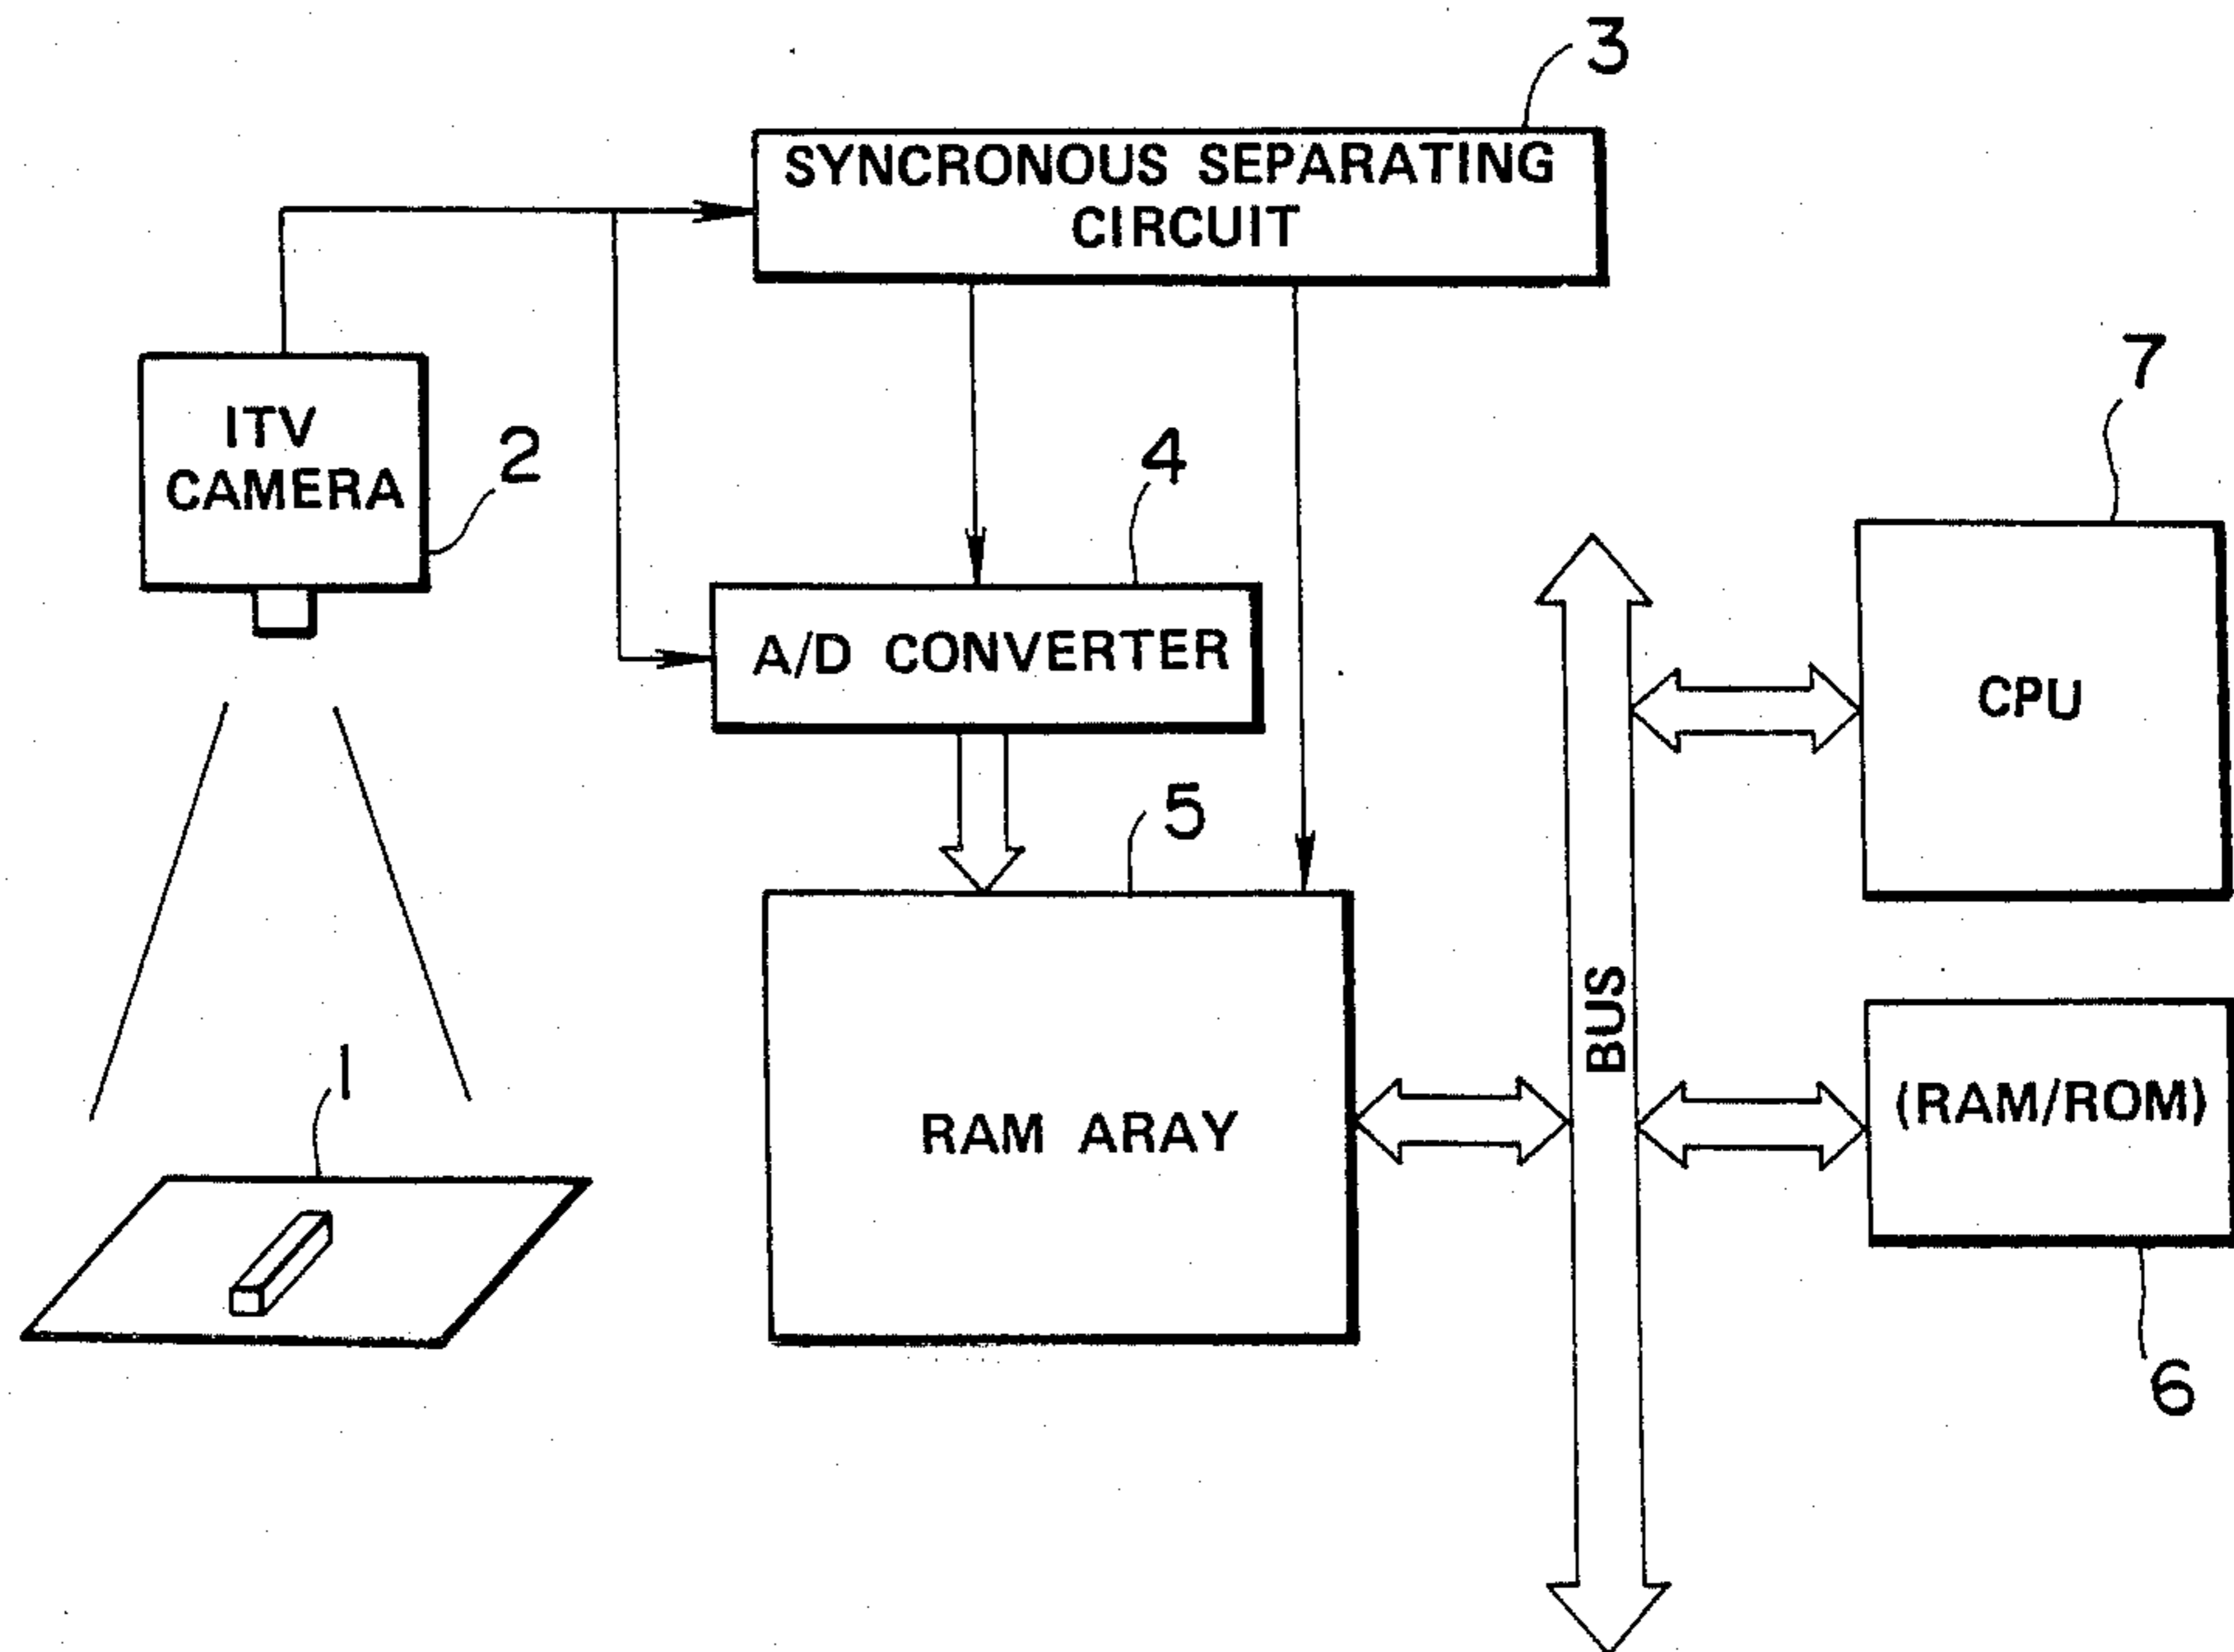 3
SYNCRONOUS SEPARATING
CIRCUIT
7
ITV
CAMERA
2
4
A/D CONVERTER
CPU
5
BUS
1
RAM ARAY
(RAM/ROM)
6